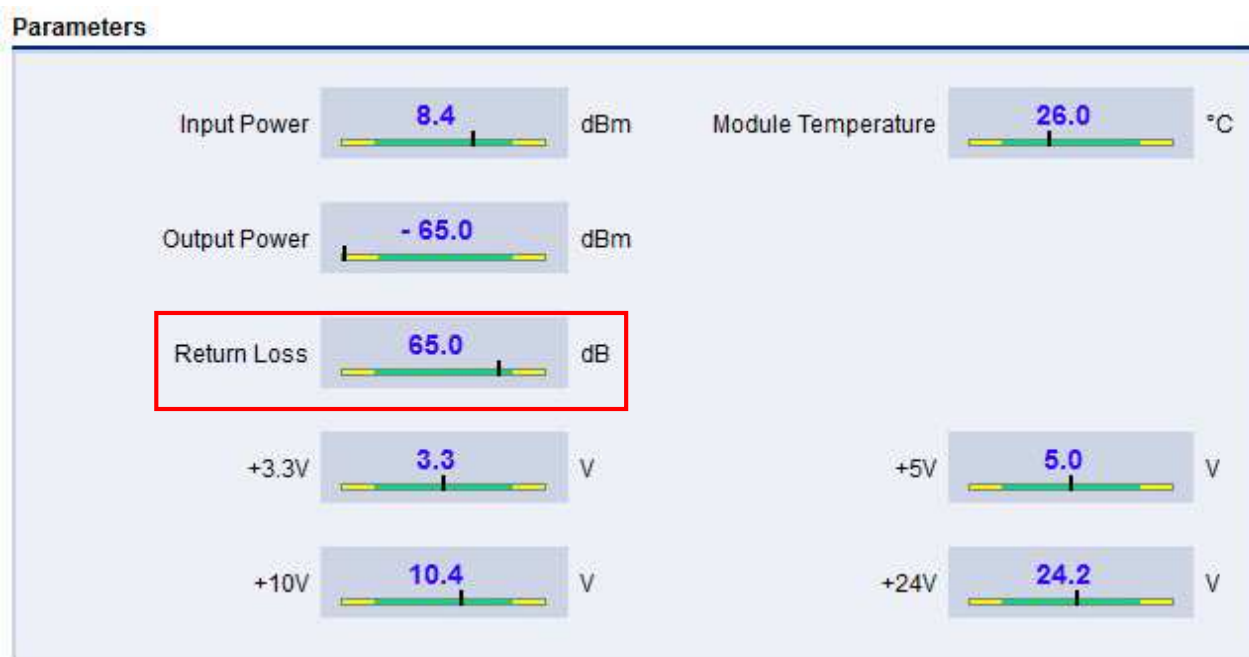 Parameters
Input Power 8.4 dBm Module Temperature 26.0 °C
Output Power - 65.0 dBm
Return Loss 65.0 dB
+3.3V 3.3 V +5V 5.0 V
+10V 10.4 V +24V 24.2 V